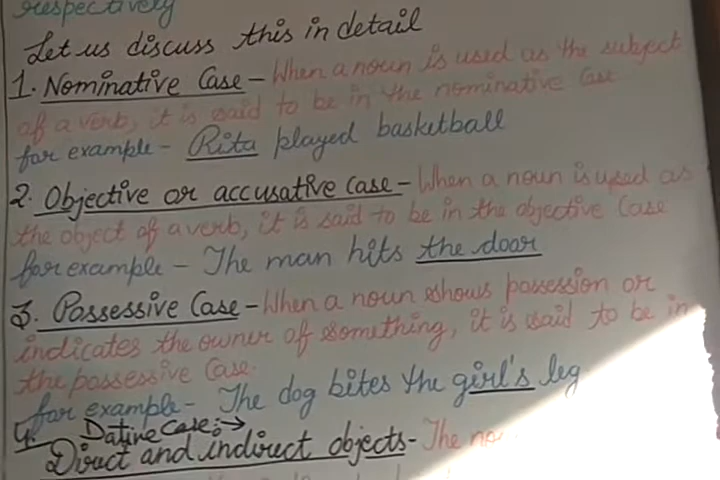 respectively
Let us discuss this in detail
1. Nominative Case - When a noun is used as the subject
of a verb, it is said to be in the nominative Case
for example - Rita played basketball
2. Objective or accusative Case - When a noun is used as
the object of a verb, it is said to be in the objective Case
for example - The man hits the door
3. Possessive Case - When a noun shows possession or
indicates the owner of something, it is said to be in
the possessive Case.
for example - The dog bites the girl's leg
4. Dative Case :→
Direct and indirect objects - The